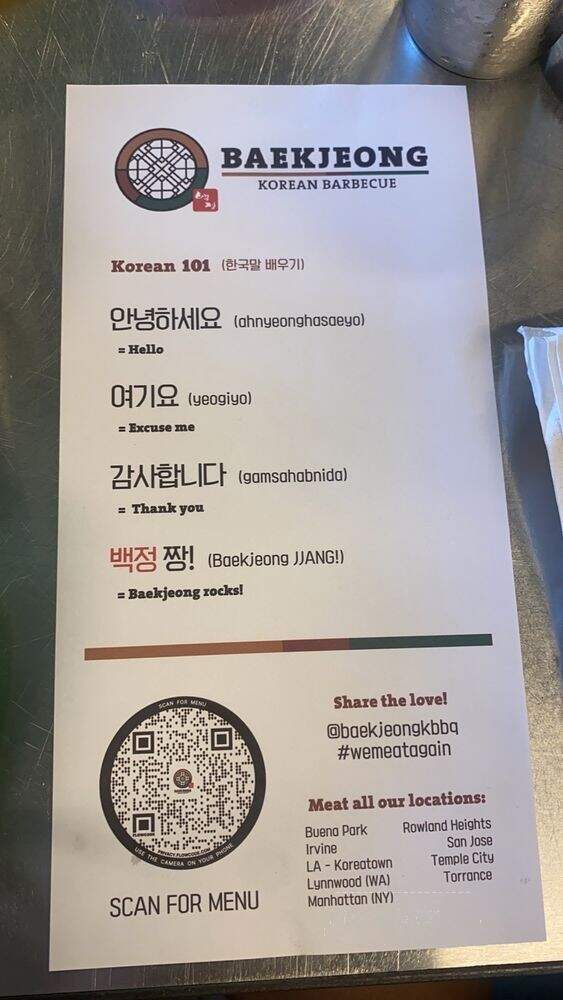 BAEKJEONG
KOREAN BARBECUE
Korean 101 (한국말 배우기)
안녕하세요 (ahnyeonghasaeyo)
= Hello
여기요 (yeogiyo)
= Excuse me
감사합니다 (gamsahabnida)
= Thank you
백정 짱! (Baekjeong JJANG!)
= Baekjeong rocks!
SCAN FOR MENU
PRIVACY.FLOWCODE.COM
USE THE CAMERA ON YOUR PHONE
SCAN FOR MENU
Share the love!
@baekjeongkbbq
#wemeatagain
Meat all our locations:
Buena Park
Irvine
LA - Koreatown
Lynnwood (WA)
Manhattan (NY)
Rowland Heights
San Jose
Temple City
Torrance